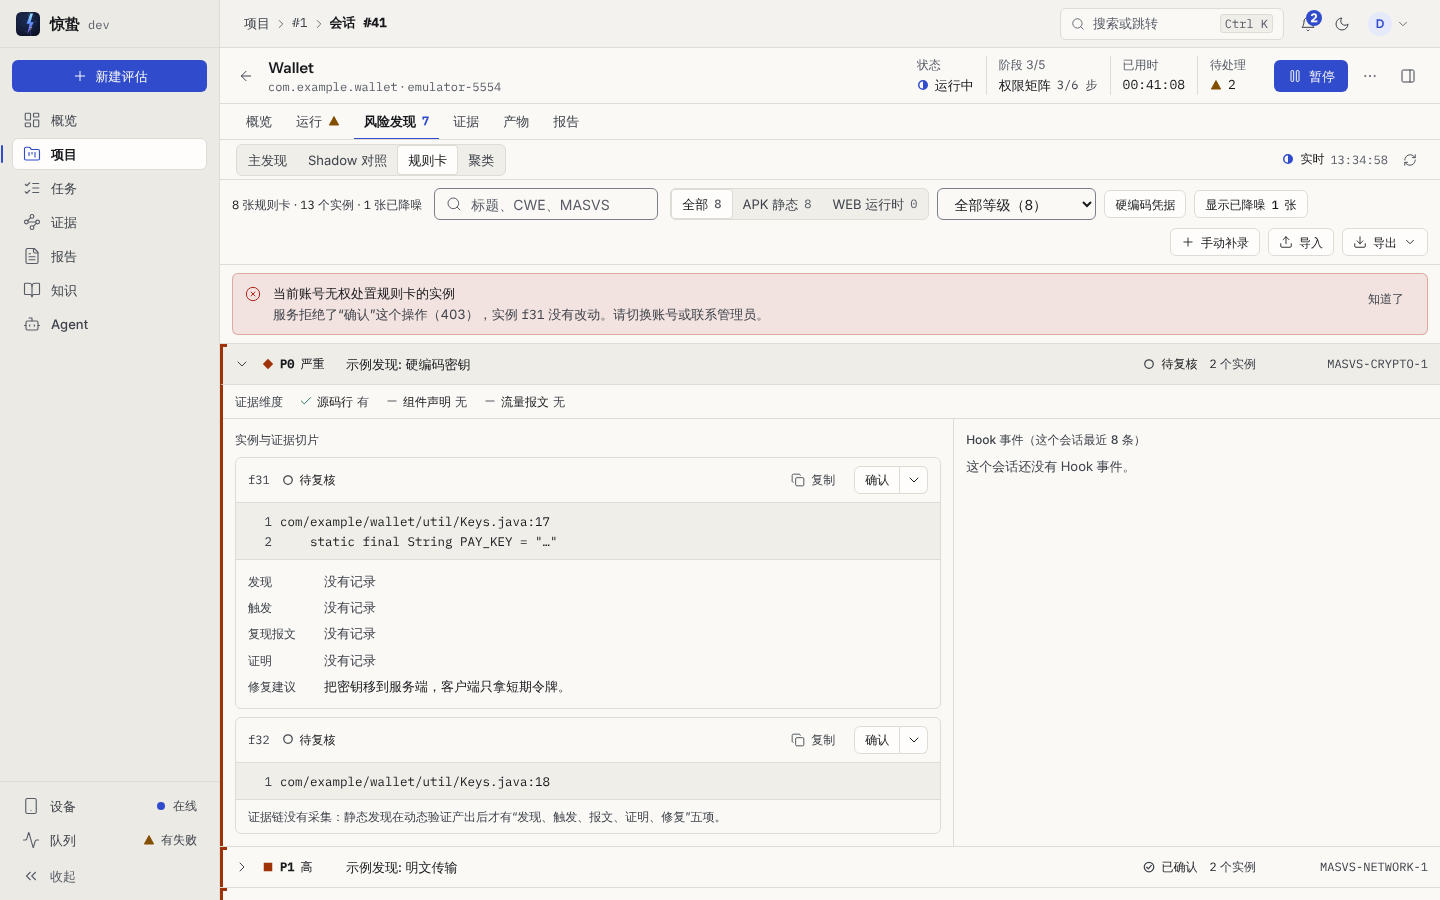 惊蛰 dev
项目 > #1 > 会话 #41
搜索或跳转 Ctrl K
2
D
新建评估
概览
项目
任务
证据
报告
知识
Agent
设备 在线
队列 有失败
收起
Wallet
com.example.wallet · emulator-5554
状态
运行中
阶段 3/5
权限矩阵 3/6 步
已用时
00:41:08
待处理
2
暂停
概览 运行 风险发现 7 证据 产物 报告
主发现 Shadow 对照 规则卡 聚类
实时 13:34:58
8 张规则卡 · 13 个实例 · 1 张已降噪
标题、CWE、MASVS
全部 8 APK 静态 8 WEB 运行时 0
全部等级（8）
硬编码凭据
显示已降噪 1 张
手动补录 导入 导出
当前账号无权处置规则卡的实例
服务拒绝了“确认”这个操作（403），实例 f31 没有改动。请切换账号或联系管理员。
知道了
P0 严重 示例发现: 硬编码密钥 待复核 2 个实例 MASVS-CRYPTO-1
证据维度 源码行 有 组件声明 无 流量报文 无
实例与证据切片
f31 待复核 复制 确认
1 com/example/wallet/util/Keys.java:17
2 static final String PAY_KEY = "…"
发现 没有记录
触发 没有记录
复现报文 没有记录
证明 没有记录
修复建议 把密钥移到服务端，客户端只拿短期令牌。
f32 待复核 复制 确认
1 com/example/wallet/util/Keys.java:18
证据链没有采集：静态发现在动态验证产出后才有“发现、触发、报文、证明、修复”五项。
Hook 事件（这个会话最近 8 条）
这个会话还没有 Hook 事件。
P1 高 示例发现: 明文传输 已确认 2 个实例 MASVS-NETWORK-1